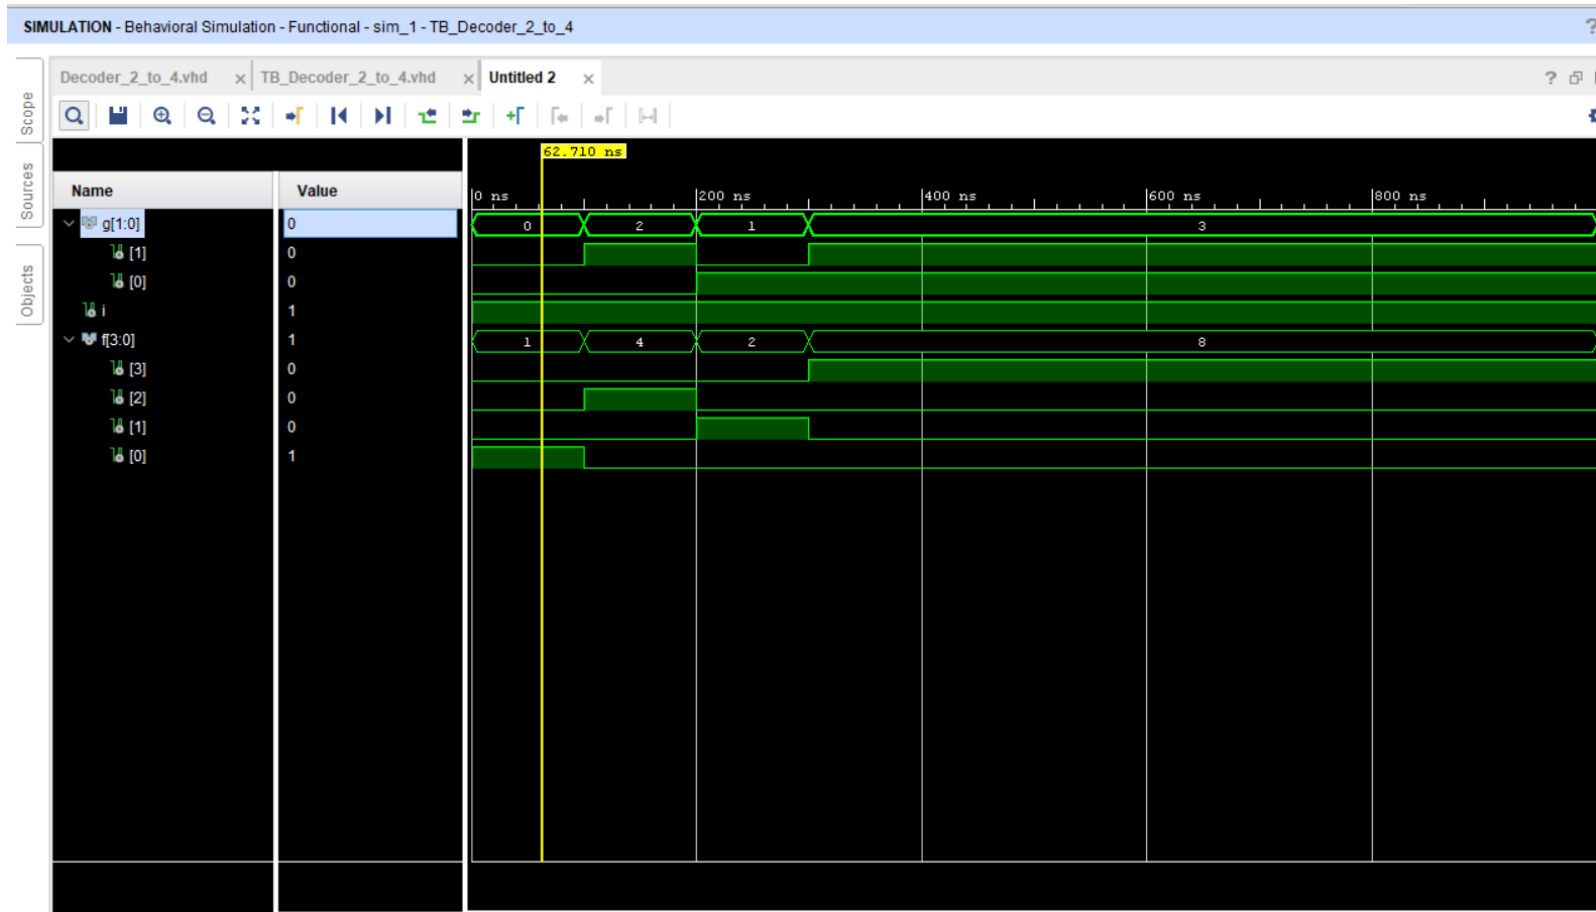 SIMULATION - Behavioral Simulation - Functional - sim_1 - TB_Decoder_2_to_4 ?
Decoder_2_to_4.vhd × TB_Decoder_2_to_4.vhd × Untitled 2 × ?
Scope
Sources
Objects
62.710 ns
Name Value 0 ns 200 ns 400 ns 600 ns 800 ns
g[1:0] 0 0 2 1 3
[1] 0
[0] 0
i 1
f[3:0] 1 1 4 2 8
[3] 0
[2] 0
[1] 0
[0] 1